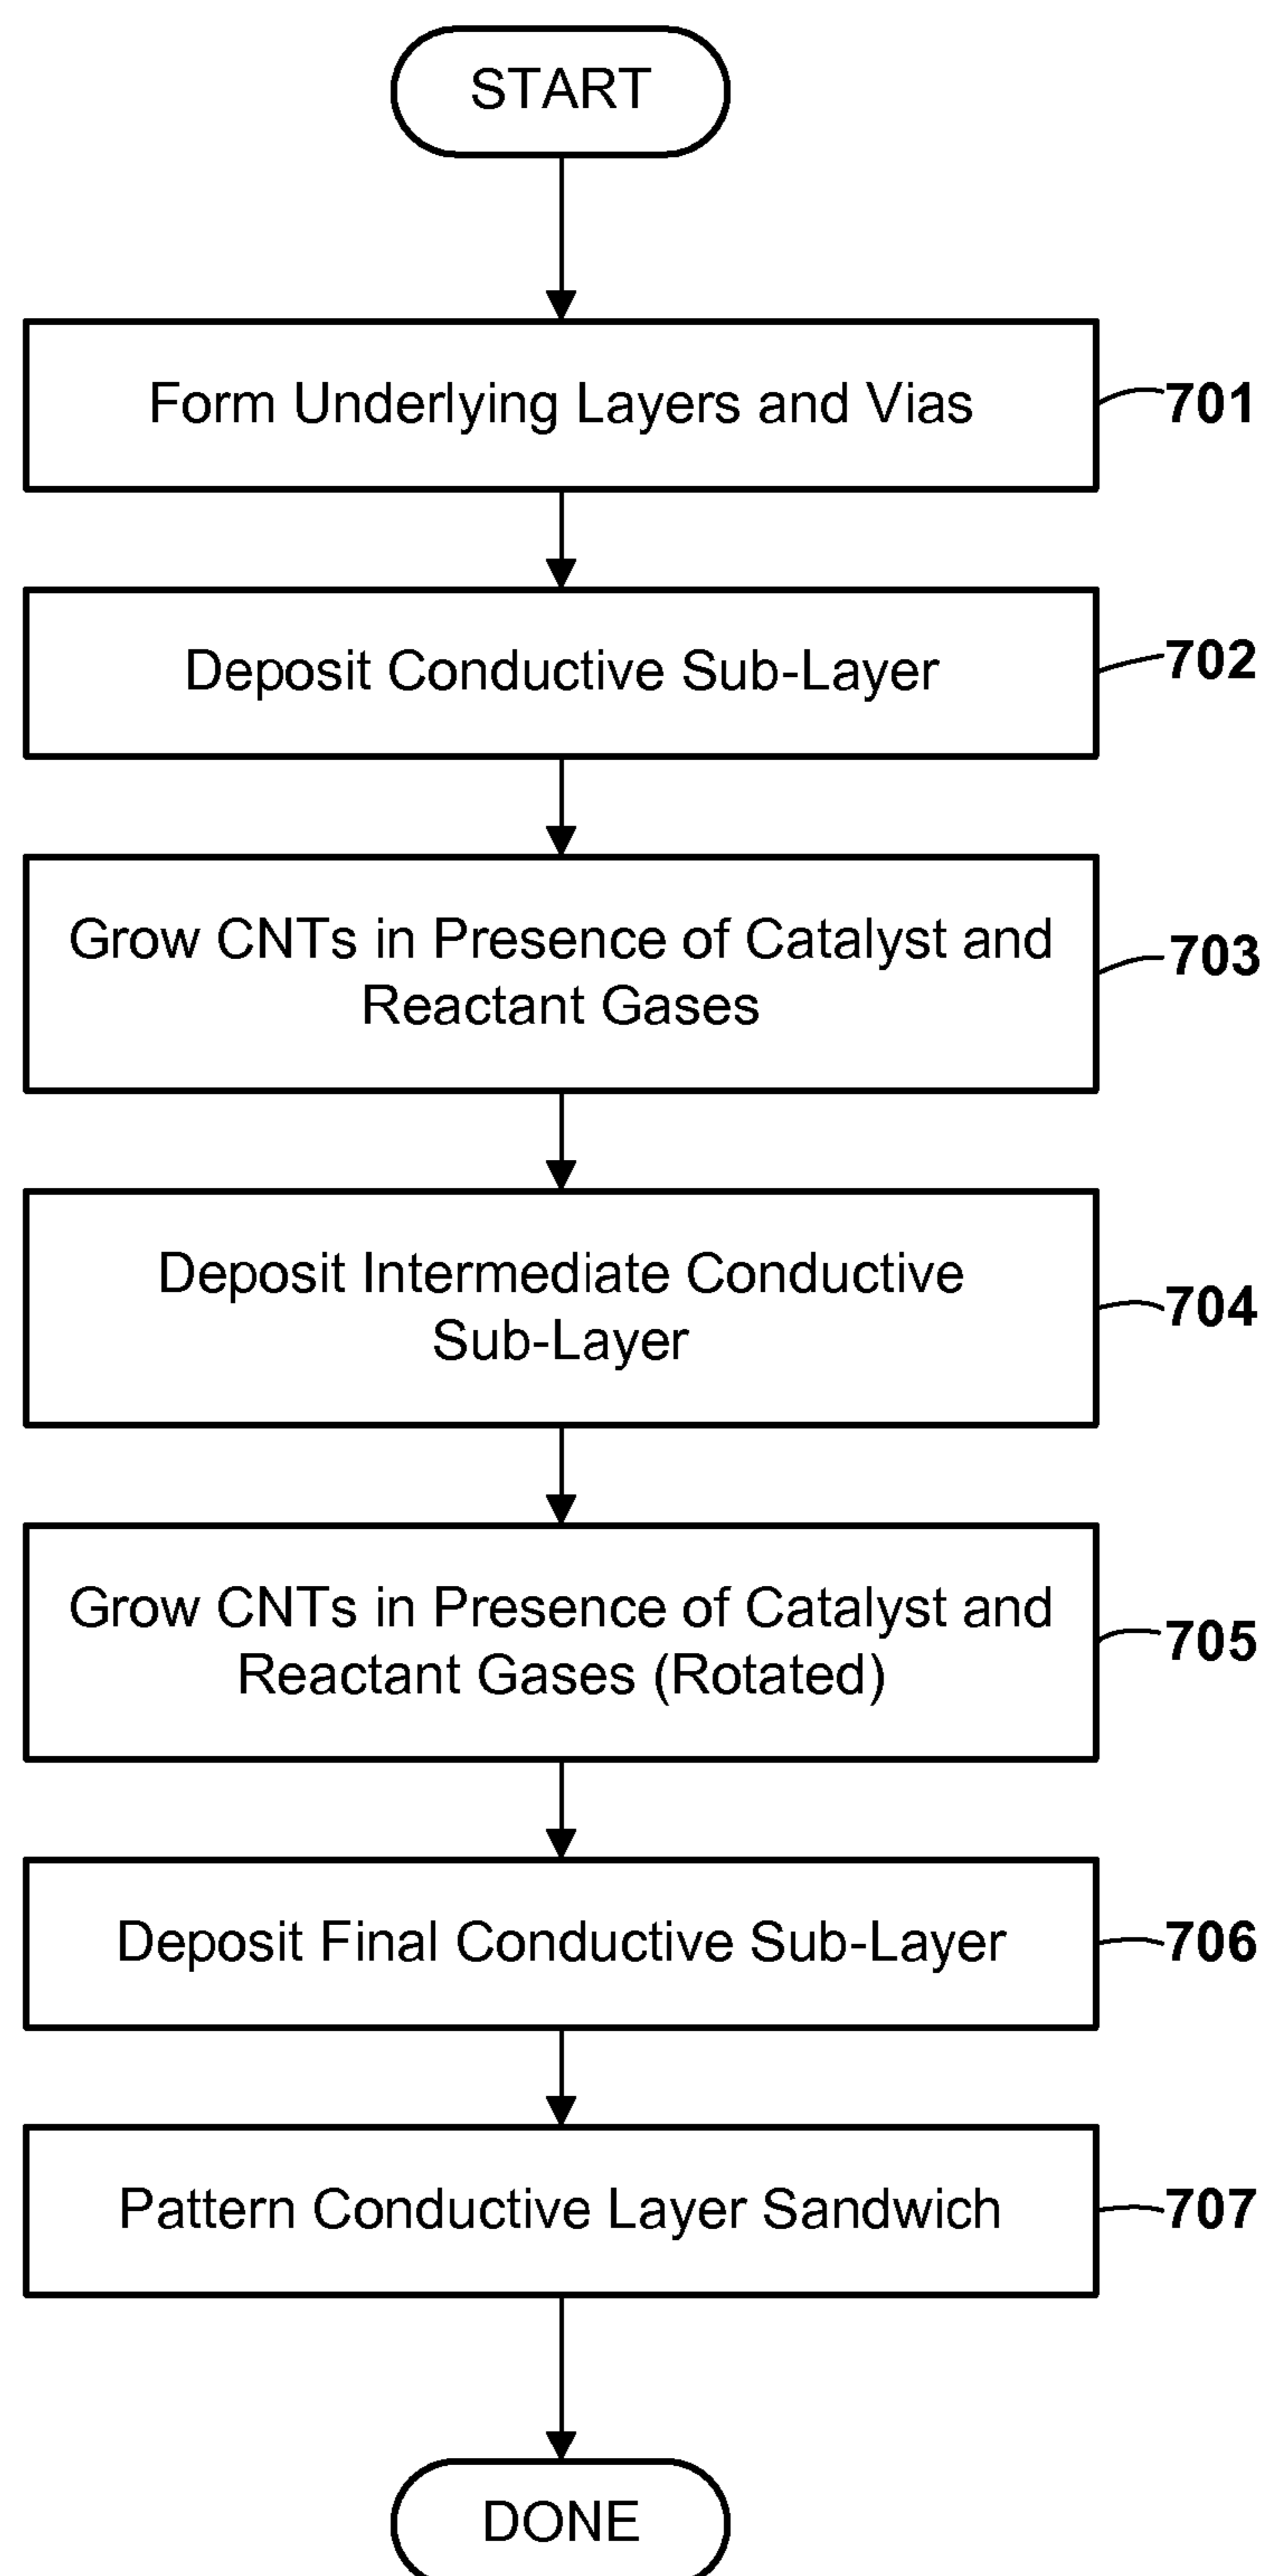 START
Form Underlying Layers and Vias
701
Deposit Conductive Sub-Layer
702
Grow CNTs in Presence of Catalyst and
Reactant Gases
703
Deposit Intermediate Conductive
Sub-Layer
704
Grow CNTs in Presence of Catalyst and
Reactant Gases (Rotated)
705
Deposit Final Conductive Sub-Layer
706
Pattern Conductive Layer Sandwich
707
DONE